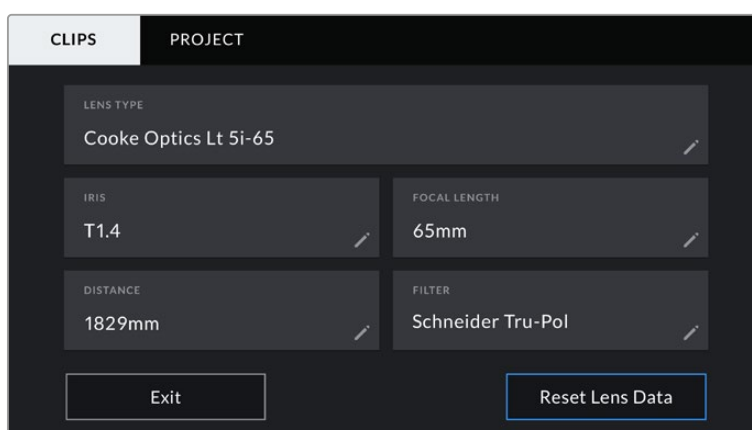 CLIPS PROJECT
LENS TYPE
Cooke Optics Lt 5i-65
IRIS
T1.4
FOCAL LENGTH
65mm
DISTANCE
1829mm
FILTER
Schneider Tru-Pol
Exit
Reset Lens Data